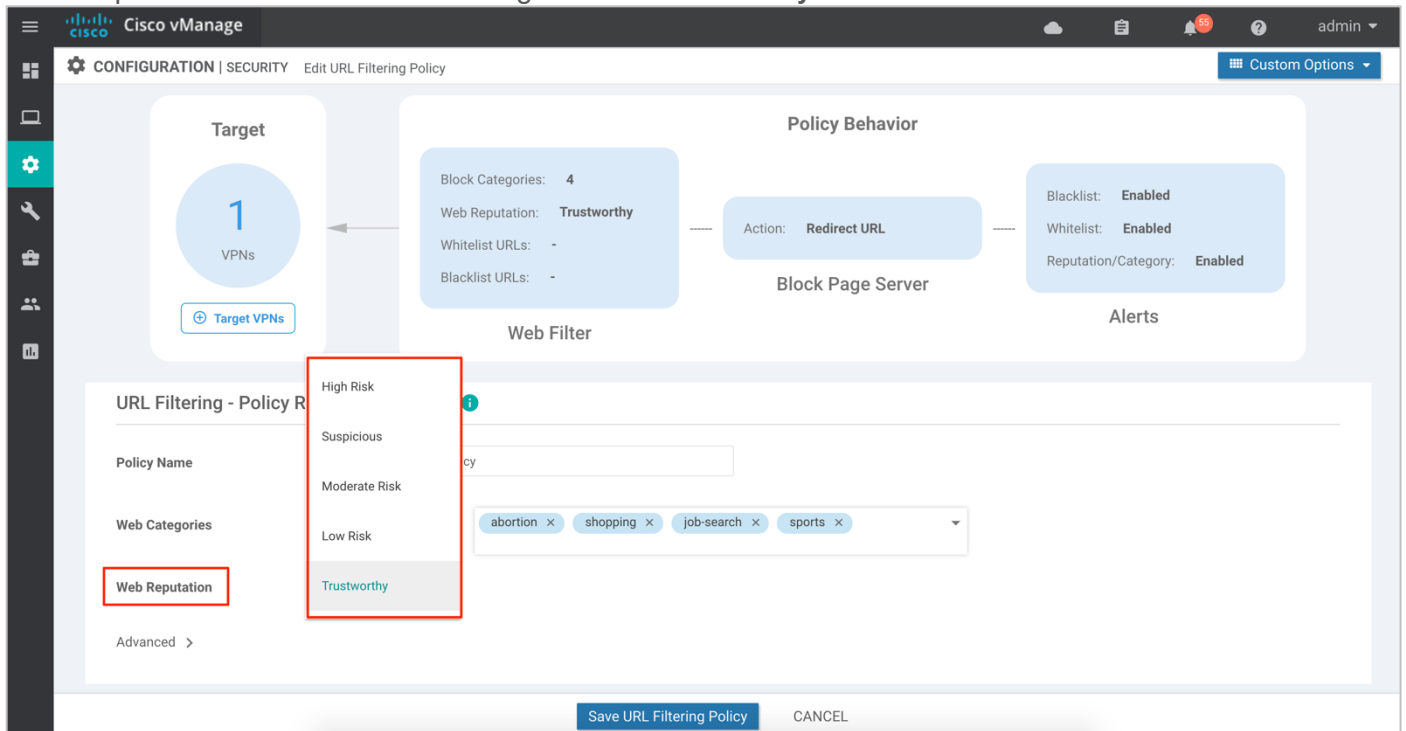 cisco Cisco vManage
55
admin
CONFIGURATION | SECURITY Edit URL Filtering Policy
Custom Options
Target
Policy Behavior
1
VPNs
Target VPNs
Block Categories: 4
Web Reputation: Trustworthy
Whitelist URLs: -
Blacklist URLs: -
Web Filter
Action: Redirect URL
Block Page Server
Blacklist: Enabled
Whitelist: Enabled
Reputation/Category: Enabled
Alerts
URL Filtering - Policy R
Policy Name
cy
Web Categories
abortion × shopping × job-search × sports ×
Web Reputation
High Risk
Suspicious
Moderate Risk
Low Risk
Trustworthy
Advanced >
Save URL Filtering Policy CANCEL